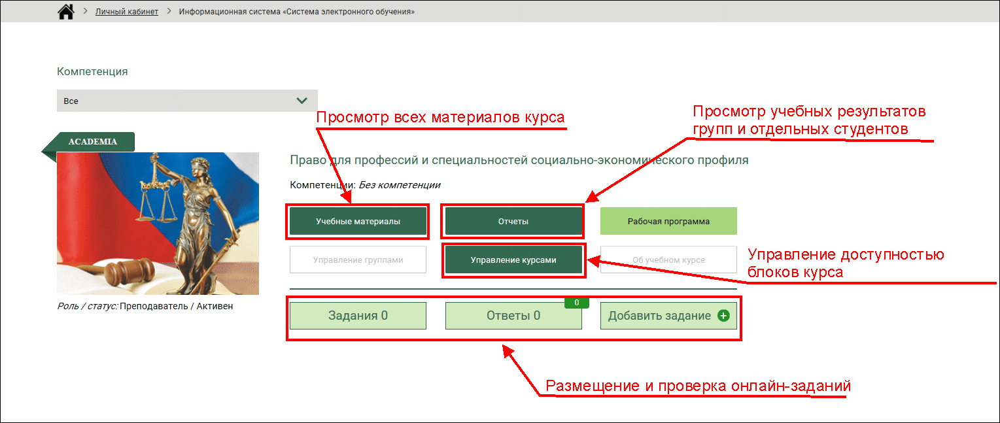 Личный кабинет > Информационная система «Система электронного обучения»
Компетенция
Все
Просмотр всех материалов курса
Просмотр учебных результатов
групп и отдельных студентов
ACADEMIA
Право для профессий и специальностей социально-экономического профиля
Компетенции: Без компетенции
Учебные материалы
Отчеты
Рабочая программа
Управление группами
Управление курсами
Об учебном курсе
Управление доступностью
блоков курса
Роль / статус: Преподаватель / Активен
Задания 0
Ответы 0
0
Добавить задание
Размещение и проверка онлайн-заданий